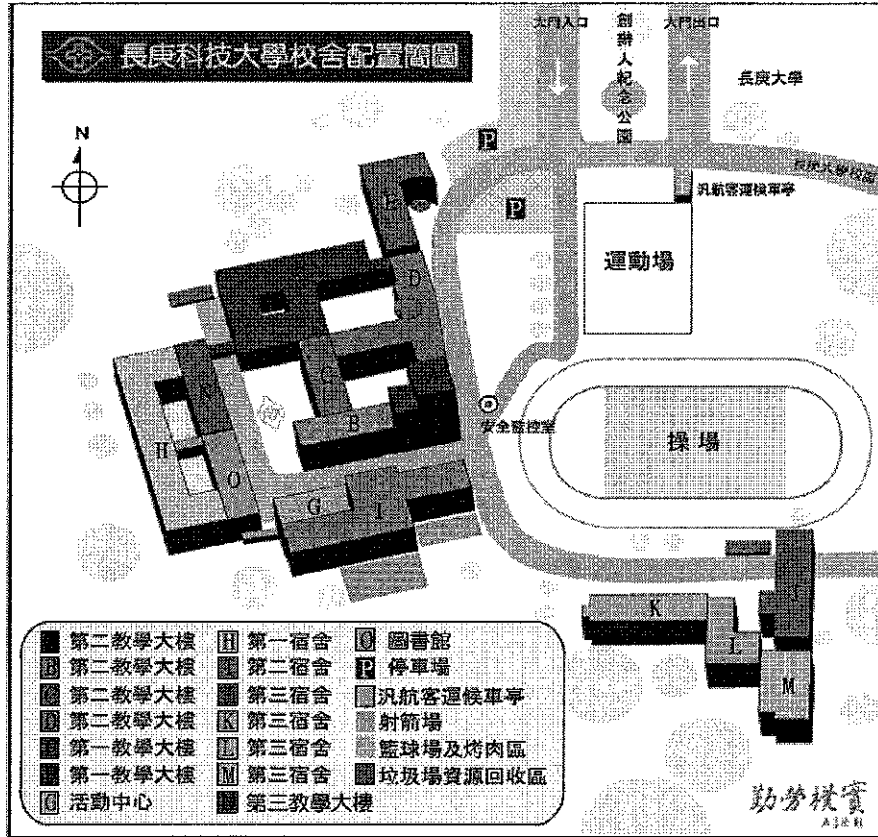 長庚科技大學校舍配置簡圖
大門入口
創辦人紀念公園
大門出口
長庚大學
N
P
長庚大學校園
汎航客運候車亭
P
運動場
D
C
安全監控室
操場
B
H
O
G
I
K
L
M
第二教學大樓
H 第一宿舍
O 圖書館
B 第二教學大樓
第二宿舍
P 停車場
C 第二教學大樓
第三宿舍
汎航客運候車亭
D 第二教學大樓
K 第三宿舍
射箭場
第一教學大樓
L 第三宿舍
籃球場及烤肉區
第一教學大樓
M 第三宿舍
垃圾場資源回收區
G 活動中心
第三教學大樓
勤勞樸實